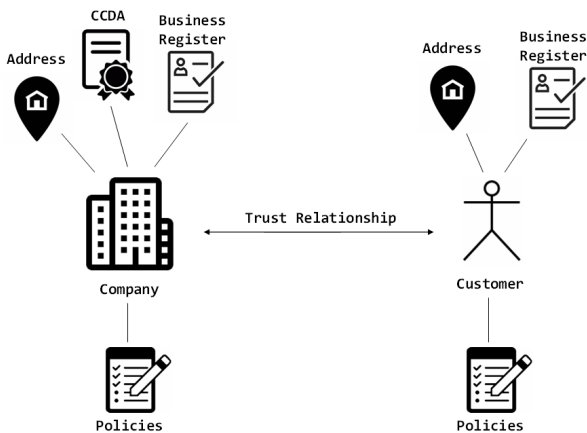 CCDA
Business
Register
Address
Business
Register
Address
Trust Relationship
Company
Customer
Policies
Policies